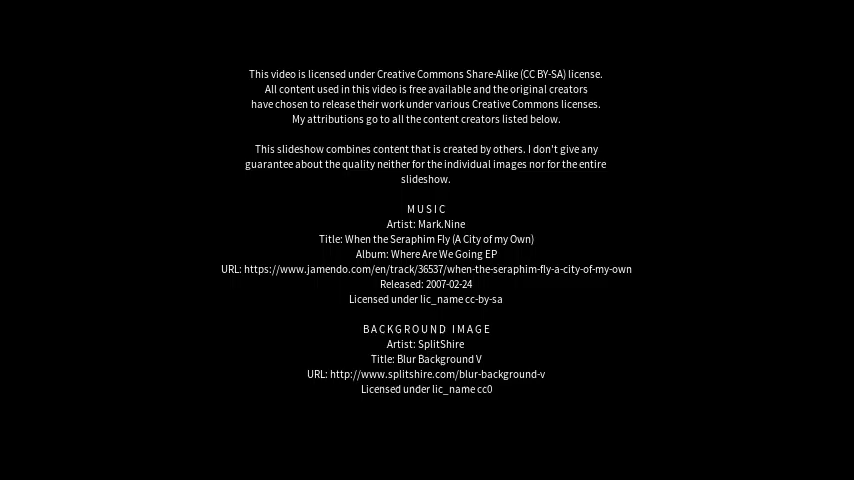 This video is licensed under Creative Commons Share-Alike (CC BY-SA) license.
All content used in this video is free available and the original creators
have chosen to release their work under various Creative Commons licenses.
My attributions go to all the content creators listed below.
This slideshow combines content that is created by others. I don't give any
guarantee about the quality neither for the individual images nor for the entire
slideshow.
MUSIC
Artist: Mark.Nine
Title: When the Seraphim Fly (A City of my Own)
Album: Where Are We Going EP
URL: https://www.jamendo.com/en/track/36537/when-the-seraphim-fly-a-city-of-my-own
Released: 2007-02-24
Licensed under lic_name cc-by-sa
BACKGROUND IMAGE
Artist: SplitShire
Title: Blur Background V
URL: http://www.splitshire.com/blur-background-v
Licensed under lic_name cc0